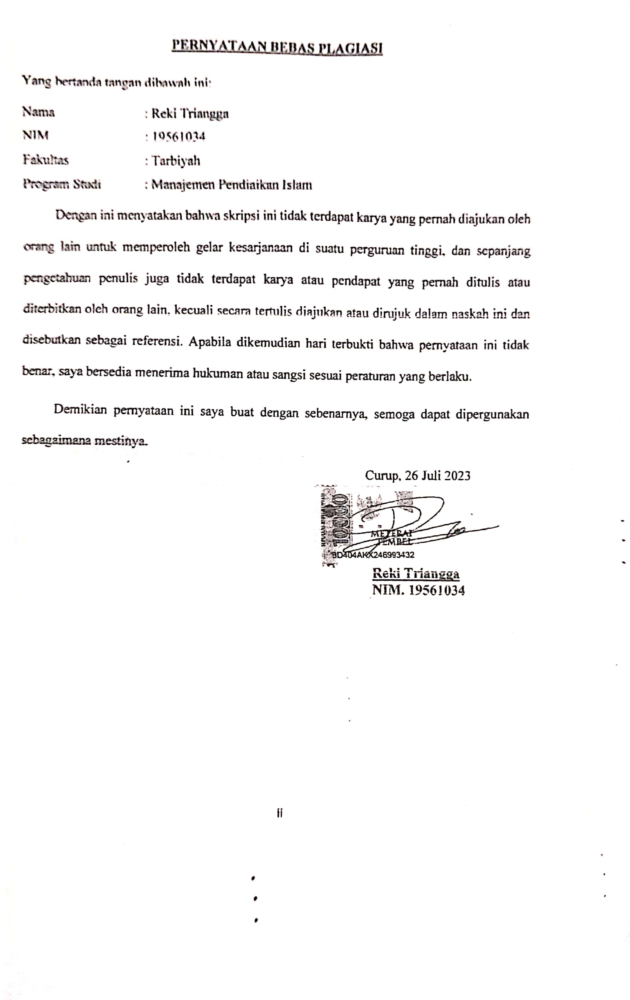 PERNYATAAN BEBAS PLAGIASI
Yang bertanda tangan dibawah ini:
Nama : Reki Triangga
NIM : 19561034
Fakultas : Tarbiyah
Program Studi : Manajemen Pendidikan Islam
Dengan ini menyatakan bahwa skripsi ini tidak terdapat karya yang pernah diajukan oleh
orang lain untuk memperoleh gelar kesarjanaan di suatu perguruan tinggi, dan sepanjang
pengetahuan penulis juga tidak terdapat karya atau pendapat yang pernah ditulis atau
diterbitkan oleh orang lain, kecuali secara tertulis diajukan atau dirujuk dalam naskah ini dan
disebutkan sebagai referensi. Apabila dikemudian hari terbukti bahwa pernyataan ini tidak
benar, saya bersedia menerima hukuman atau sangsi sesuai peraturan yang berlaku.
Demikian pernyataan ini saya buat dengan sebenarnya, semoga dapat dipergunakan
sebagaimana mestinya.
Curup, 26 Juli 2023
10000
METERAI
TEMPEL
BD404AKX246993432
Reki Triangga
NIM. 19561034
ii